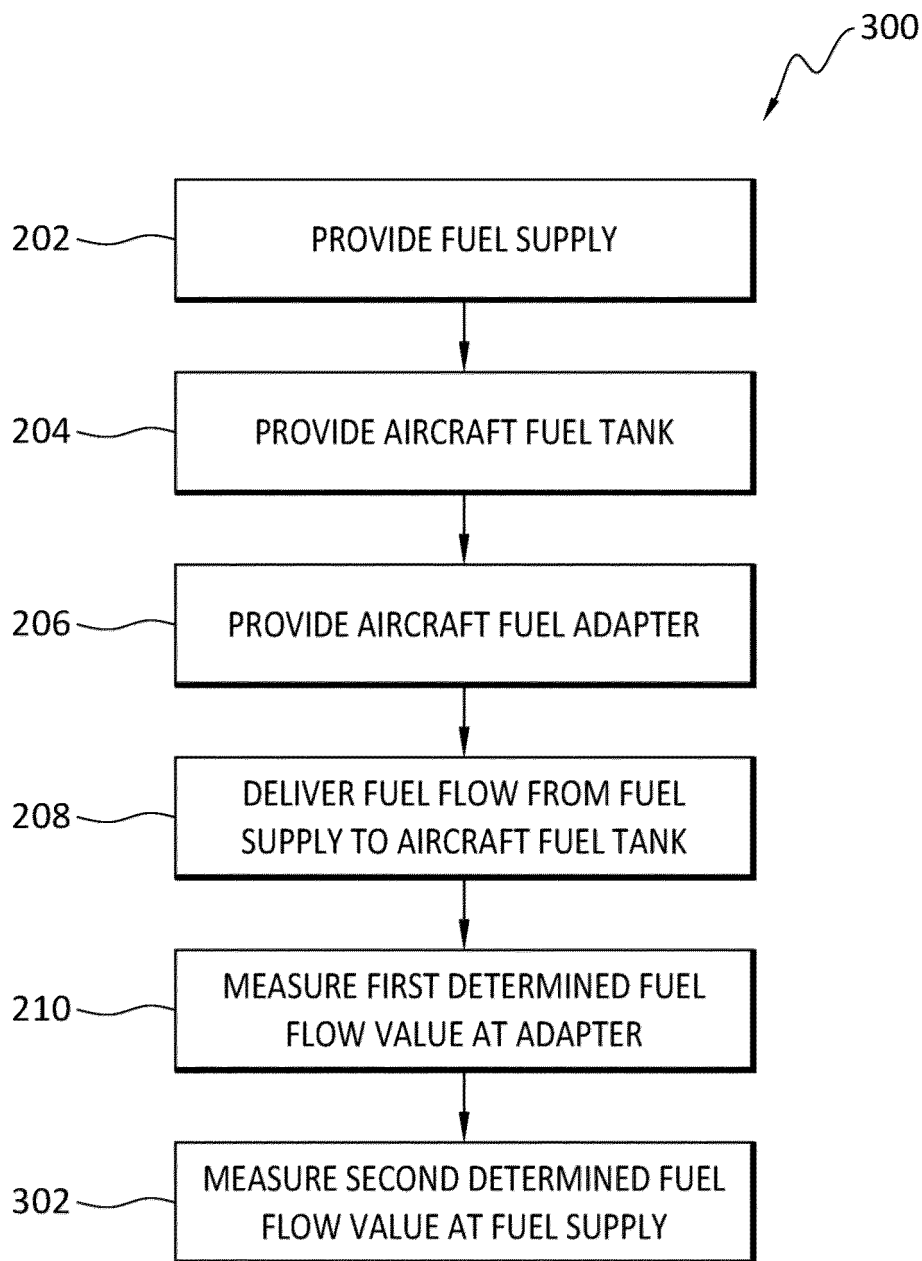 300
202
PROVIDE FUEL SUPPLY
204
PROVIDE AIRCRAFT FUEL TANK
206
PROVIDE AIRCRAFT FUEL ADAPTER
208
DELIVER FUEL FLOW FROM FUEL
SUPPLY TO AIRCRAFT FUEL TANK
210
MEASURE FIRST DETERMINED FUEL
FLOW VALUE AT ADAPTER
302
MEASURE SECOND DETERMINED FUEL
FLOW VALUE AT FUEL SUPPLY